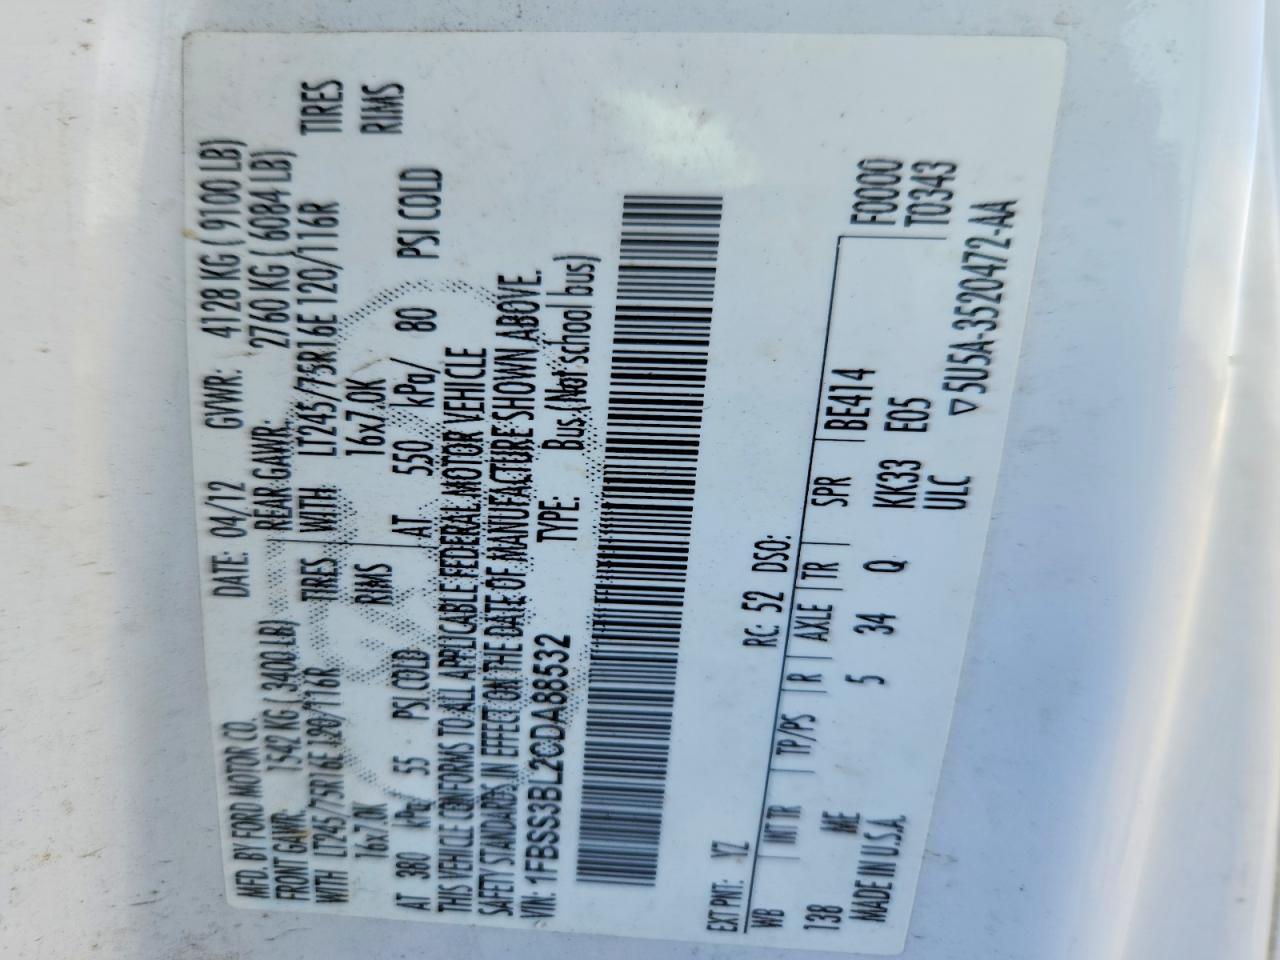 MFD. BY FORD MOTOR CO. DATE: 04/12 GVWR: 4128 KG ( 9100 LB)
FRONT GAWR: 1542 KG ( 3400 LB) REAR GAWR: 2760 KG ( 6084 LB)
WITH LT245/75R16E 120/116R TIRES WITH LT245/75R16E 120/116R TIRES
16x7.0K RIMS 16x7.0K RIMS
AT 380 kPa/ 55 PSI COLD AT 550 kPa/ 80 PSI COLD
THIS VEHICLE CONFORMS TO ALL APPLICABLE FEDERAL MOTOR VEHICLE
SAFETY STANDARDS IN EFFECT ON THE DATE OF MANUFACTURE SHOWN ABOVE.
VIN: 1FBSS3BL2CDA88532 TYPE: Bus (Not school bus)
EXT PNT: YZ RC: 52 DSO: F0000
WB INT TR TP/PS R AXLE TR SPR BE414 T0343
138 ME 5 34 Q KK33 E05
MADE IN U.S.A. ULC ▽5U5A-3520472-AA